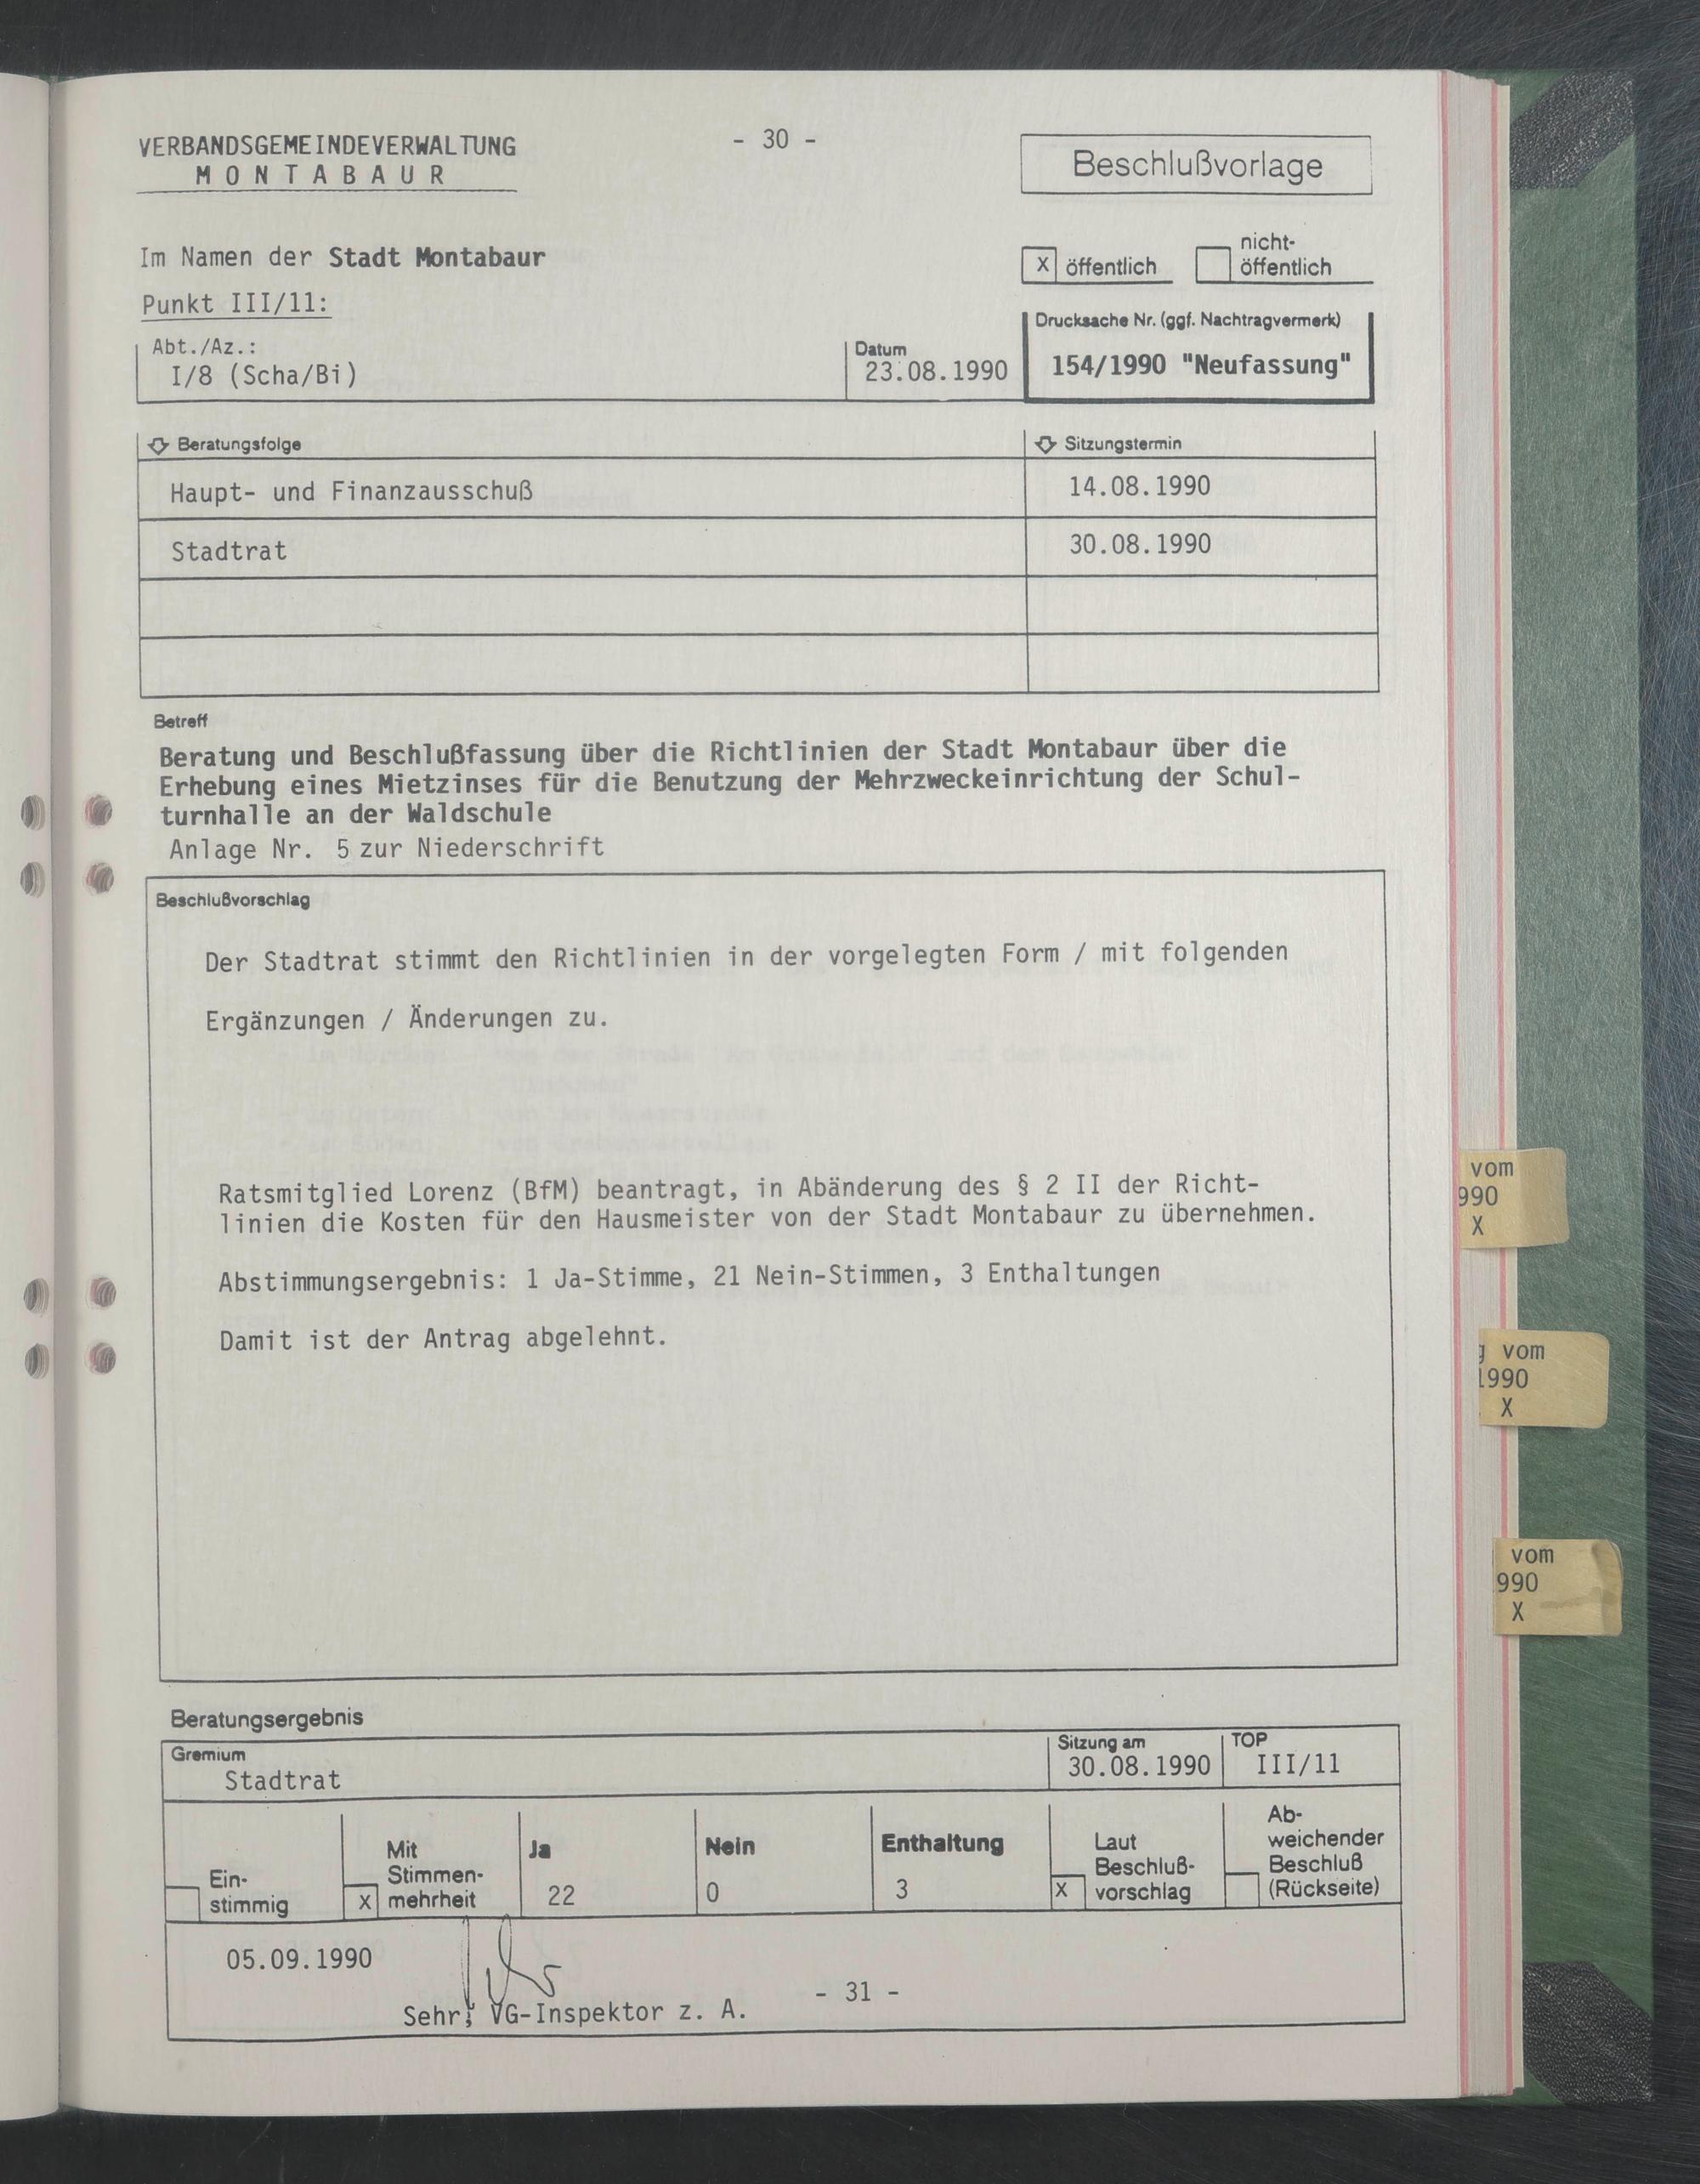 - 30 -
VERBANDSGEMEINDEVERWALTUNG
MONTABAUR
Beschlußvorlage
Im Namen der Stadt Montabaur
X öffentlich
nicht-
öffentlich
Punkt III/11:
Abt./Az.:
I/8 (Scha/Bi)
Datum
23.08.1990
Drucksache Nr. (ggf. Nachtragvermerk)
154/1990 "Neufassung"
Beratungsfolge
Sitzungstermin
Haupt- und Finanzausschuß
14.08.1990
Stadtrat
30.08.1990
Betreff
Beratung und Beschlußfassung über die Richtlinien der Stadt Montabaur über die
Erhebung eines Mietzinses für die Benutzung der Mehrzweckeinrichtung der Schul-
turnhalle an der Waldschule
Anlage Nr. 5 zur Niederschrift
Beschlußvorschlag
Der Stadtrat stimmt den Richtlinien in der vorgelegten Form / mit folgenden
Ergänzungen / Änderungen zu.
Ratsmitglied Lorenz (BfM) beantragt, in Abänderung des § 2 II der Richt-
linien die Kosten für den Hausmeister von der Stadt Montabaur zu übernehmen.
Abstimmungsergebnis: 1 Ja-Stimme, 21 Nein-Stimmen, 3 Enthaltungen
Damit ist der Antrag abgelehnt.
Beratungsergebnis
Gremium
Stadtrat
Sitzung am
30.08.1990
TOP
III/11
Ein-
stimmig
Mit
Stimmen-
X mehrheit
Ja
22
Nein
0
Enthaltung
3
Laut
Beschluß-
X vorschlag
Ab-
weichender
Beschluß
(Rückseite)
05.09.1990
Sehr, VG-Inspektor z. A.
- 31 -
vom
990
X
vom
1990
X
vom
990
X